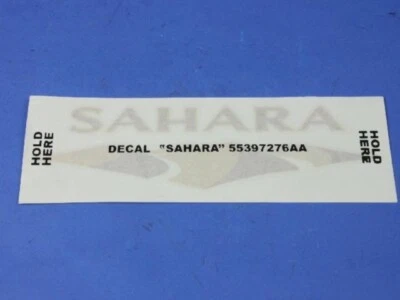 SAHARA
DECAL "SAHARA" 55397276AA
HOLD
HERE
HOLD
HERE